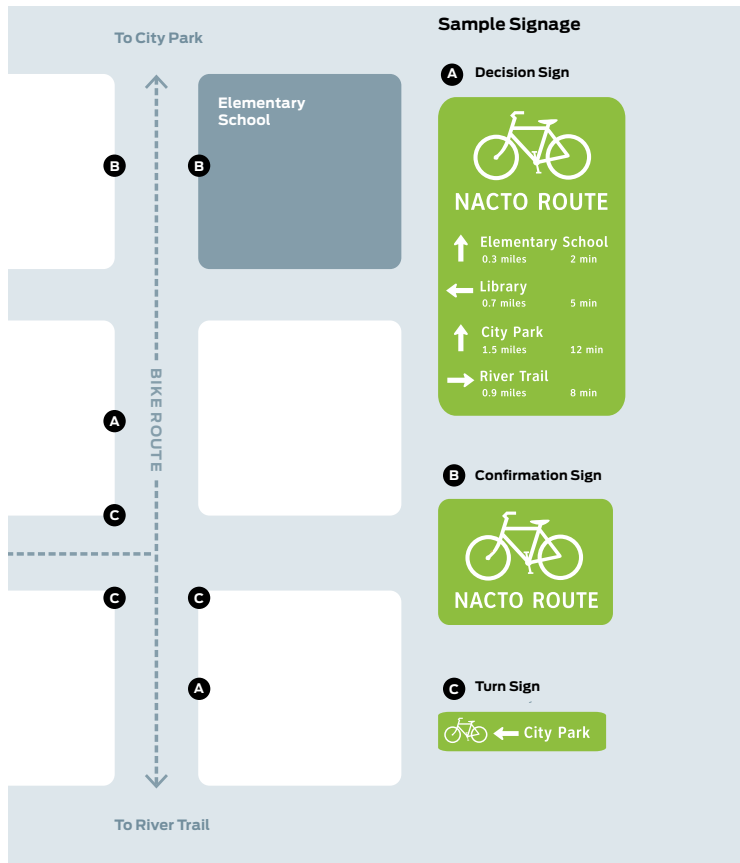 To City Park
Elementary
School
B
B
A
BIKE ROUTE
C
C
C
A
To River Trail
Sample Signage
A Decision Sign
NACTO ROUTE
Elementary School
0.3 miles 2 min
Library
0.7 miles 5 min
City Park
1.5 miles 12 min
River Trail
0.9 miles 8 min
B Confirmation Sign
NACTO ROUTE
C Turn Sign
City Park